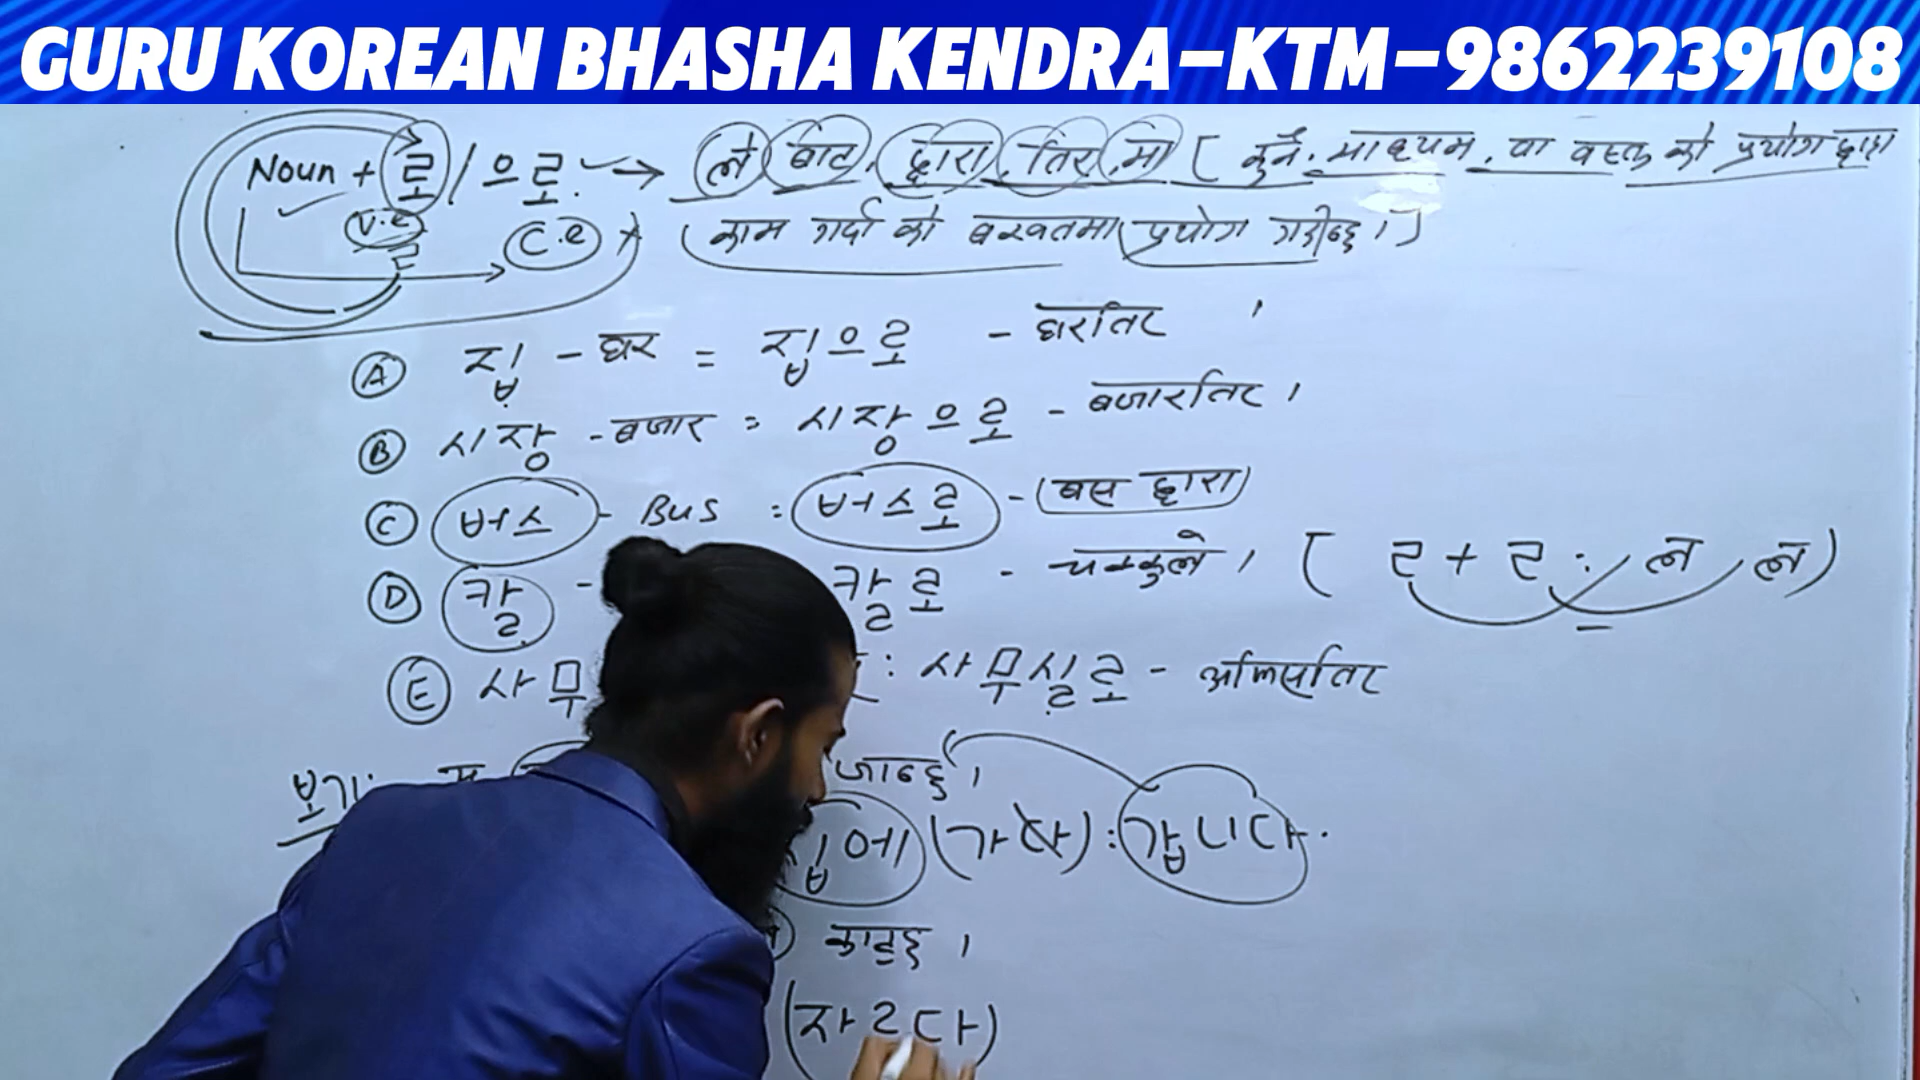 GURU KOREAN BHASHA KENDRA-KTM-9862239108
Noun + 로 / 으로 → ले बाट, द्वारा, तिर, मा [ कुनै माध्यम, वा वस्तु को प्रयोग द्वारा
V.e C.e ( काम गर्दा को बखतमा प्रयोग गरीन्छ । )
A 집 - घर = 집으로 - घरतिर ।
B 시장 - बजार = 시장으로 - बजारतिर ।
C 버스 - Bus : 버스로 - बस द्वारा
D 칼 - 칼로 - चक्कुले । [ ㄹ + ㄹ : ल ल )
E 사무 : 사무실로 - अफिसतिर
보기: म जान्छु ।
집에 (가다) : 갑니다.
काट्छु ।
(자르다)